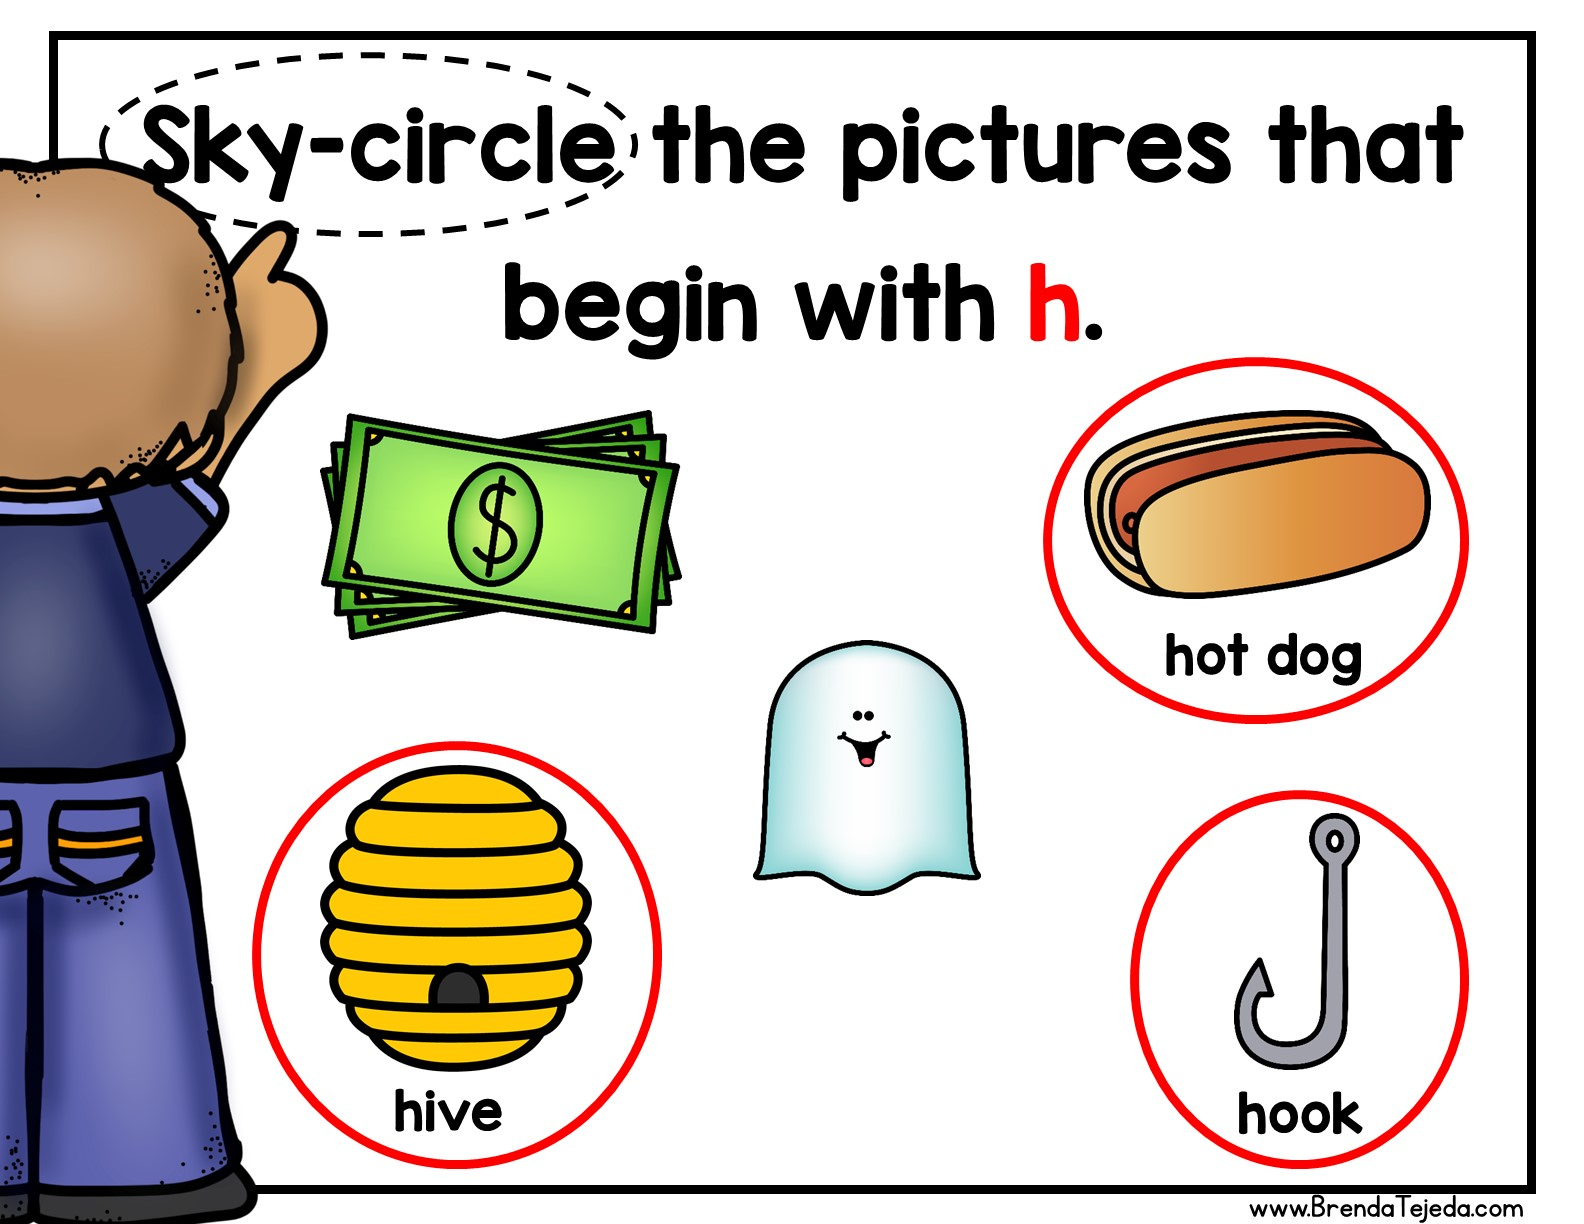 Sky-circle the pictures that
begin with h.
$
hot dog
hive
hook
www.BrendaTejeda.com